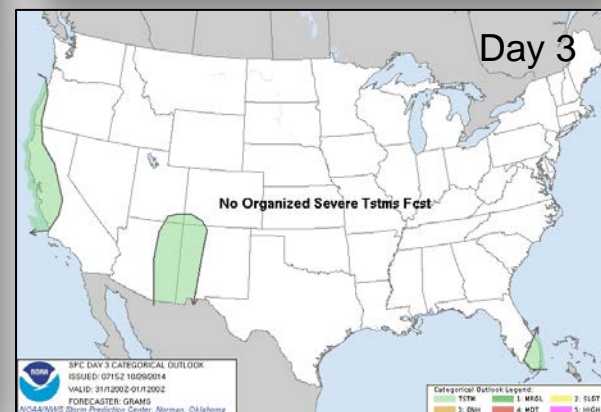 Day 3
No Organized Severe Tstms Fcst
NOAA
SPC DAY 3 CATEGORICAL OUTLOOK
ISSUED: 0715Z 10/29/2014
VALID: 31/1200Z-01/1200Z
FORECASTER: GRAMS
NOAA/NWS Storm Prediction Center, Norman, Oklahoma
Categorical Outlook Legend:
TSTM 1: MRGL 2: SLGT
3: ENH 4: MDT 5: HIGH